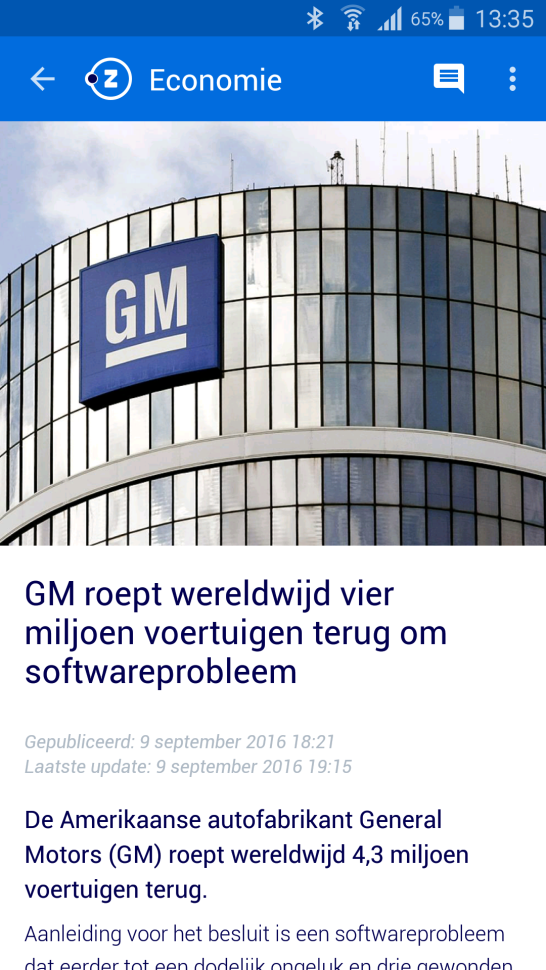 65% 13:35
z Economie
GM
GM roept wereldwijd vier
miljoen voertuigen terug om
softwareprobleem
Gepubliceerd: 9 september 2016 18:21
Laatste update: 9 september 2016 19:15
De Amerikaanse autofabrikant General
Motors (GM) roept wereldwijd 4,3 miljoen
voertuigen terug.
Aanleiding voor het besluit is een softwareprobleem
dat eerder tot een dodelijk ongeluk en drie gewonden